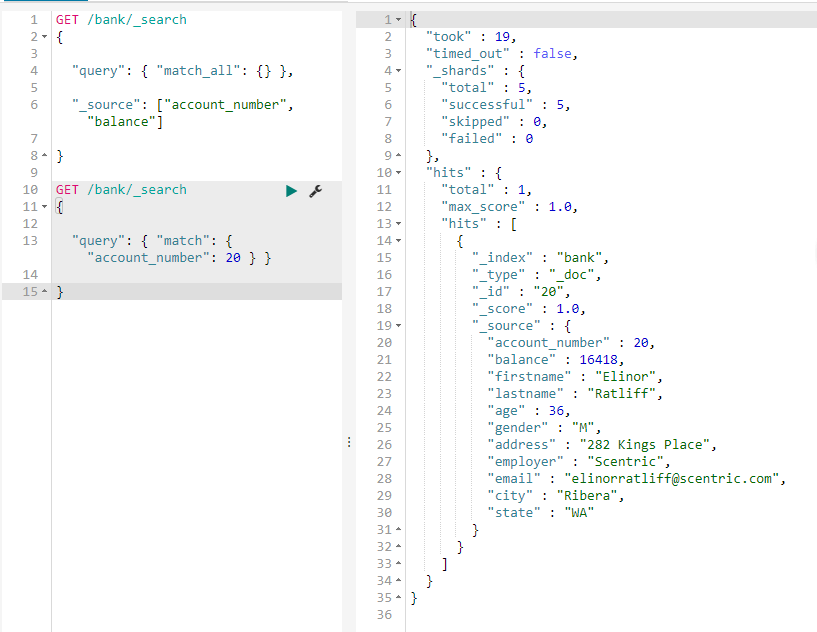 1 GET /bank/_search
2 {
3
4 "query": { "match_all": {} },
5
6 "_source": ["account_number",
"balance"]
7
8 }
9
10 GET /bank/_search
11 {
12
13 "query": { "match": {
"account_number": 20 } }
14
15 }
1 {
2 "took" : 19,
3 "timed_out" : false,
4 "_shards" : {
5 "total" : 5,
6 "successful" : 5,
7 "skipped" : 0,
8 "failed" : 0
9 },
10 "hits" : {
11 "total" : 1,
12 "max_score" : 1.0,
13 "hits" : [
14 {
15 "_index" : "bank",
16 "_type" : "_doc",
17 "_id" : "20",
18 "_score" : 1.0,
19 "_source" : {
20 "account_number" : 20,
21 "balance" : 16418,
22 "firstname" : "Elinor",
23 "lastname" : "Ratliff",
24 "age" : 36,
25 "gender" : "M",
26 "address" : "282 Kings Place",
27 "employer" : "Scentric",
28 "email" : "elinorratliff@scentric.com",
29 "city" : "Ribera",
30 "state" : "WA"
31 }
32 }
33 ]
34 }
35 }
36